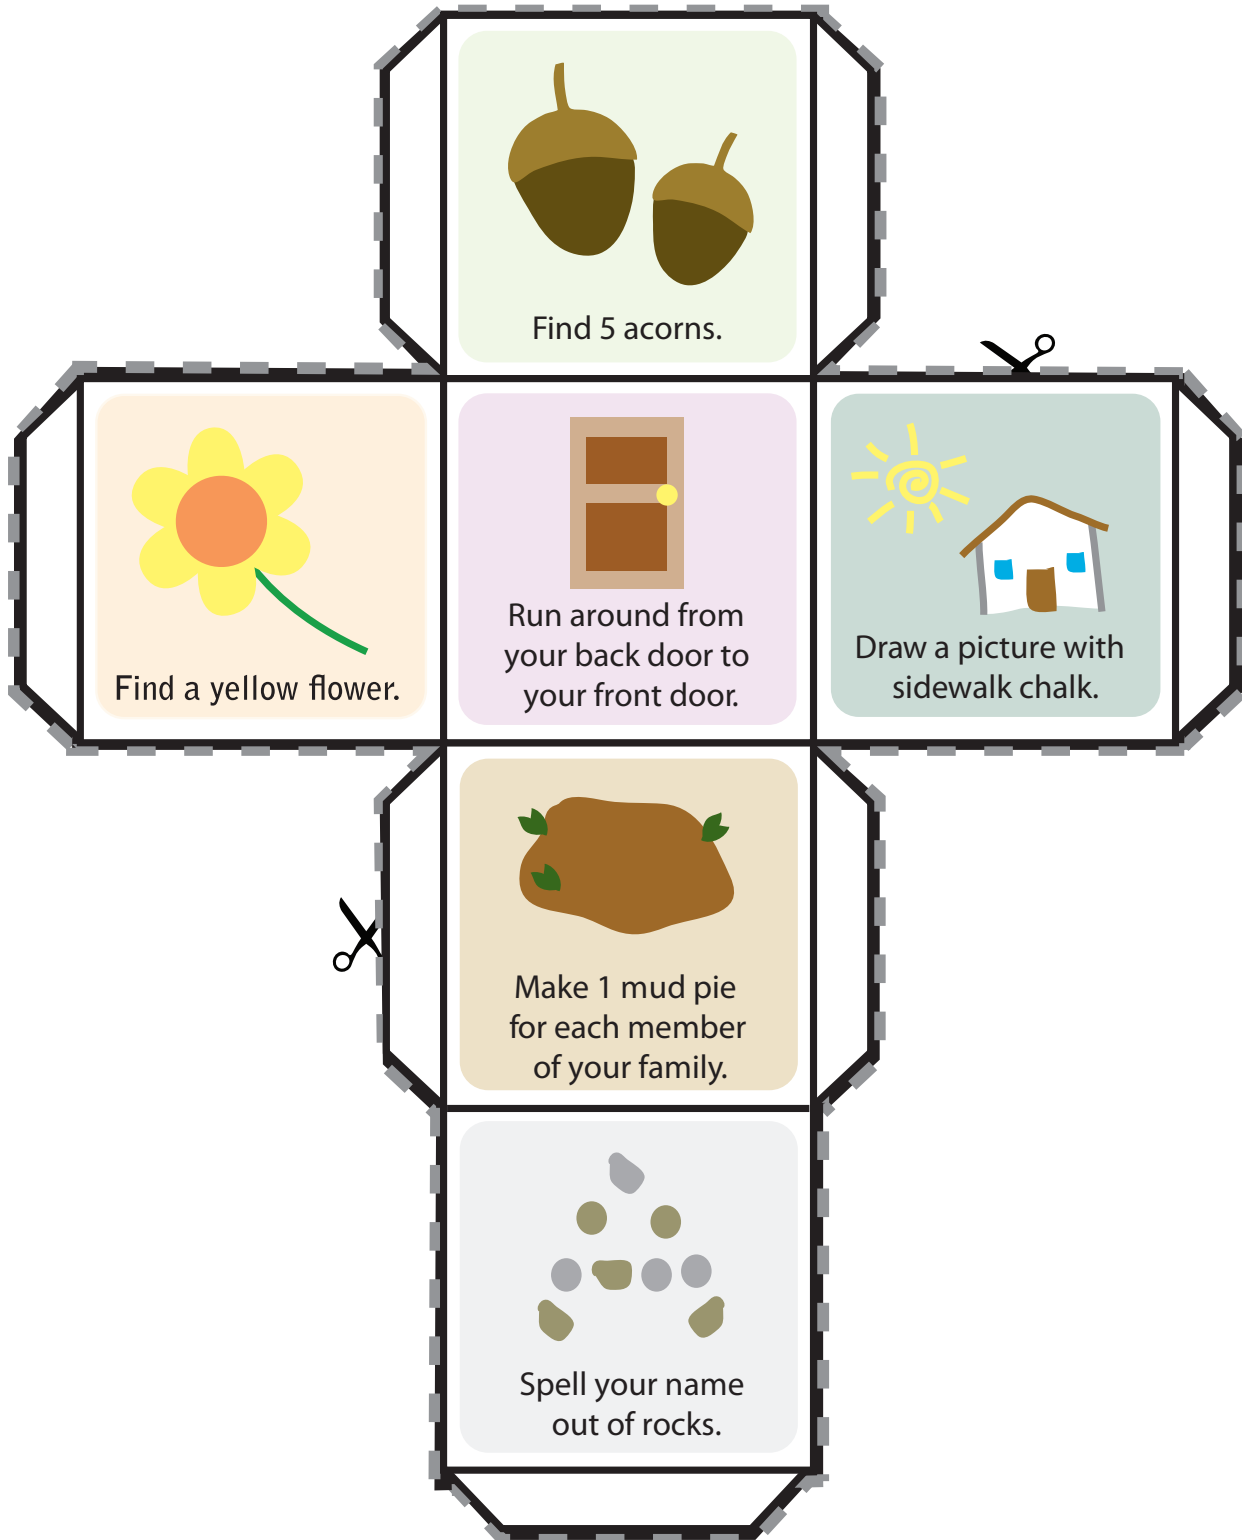 Find 5 acorns.
Find a yellow flower.
Run around from
your back door to
your front door.
Draw a picture with
sidewalk chalk.
Make 1 mud pie
for each member
of your family.
Spell your name
out of rocks.